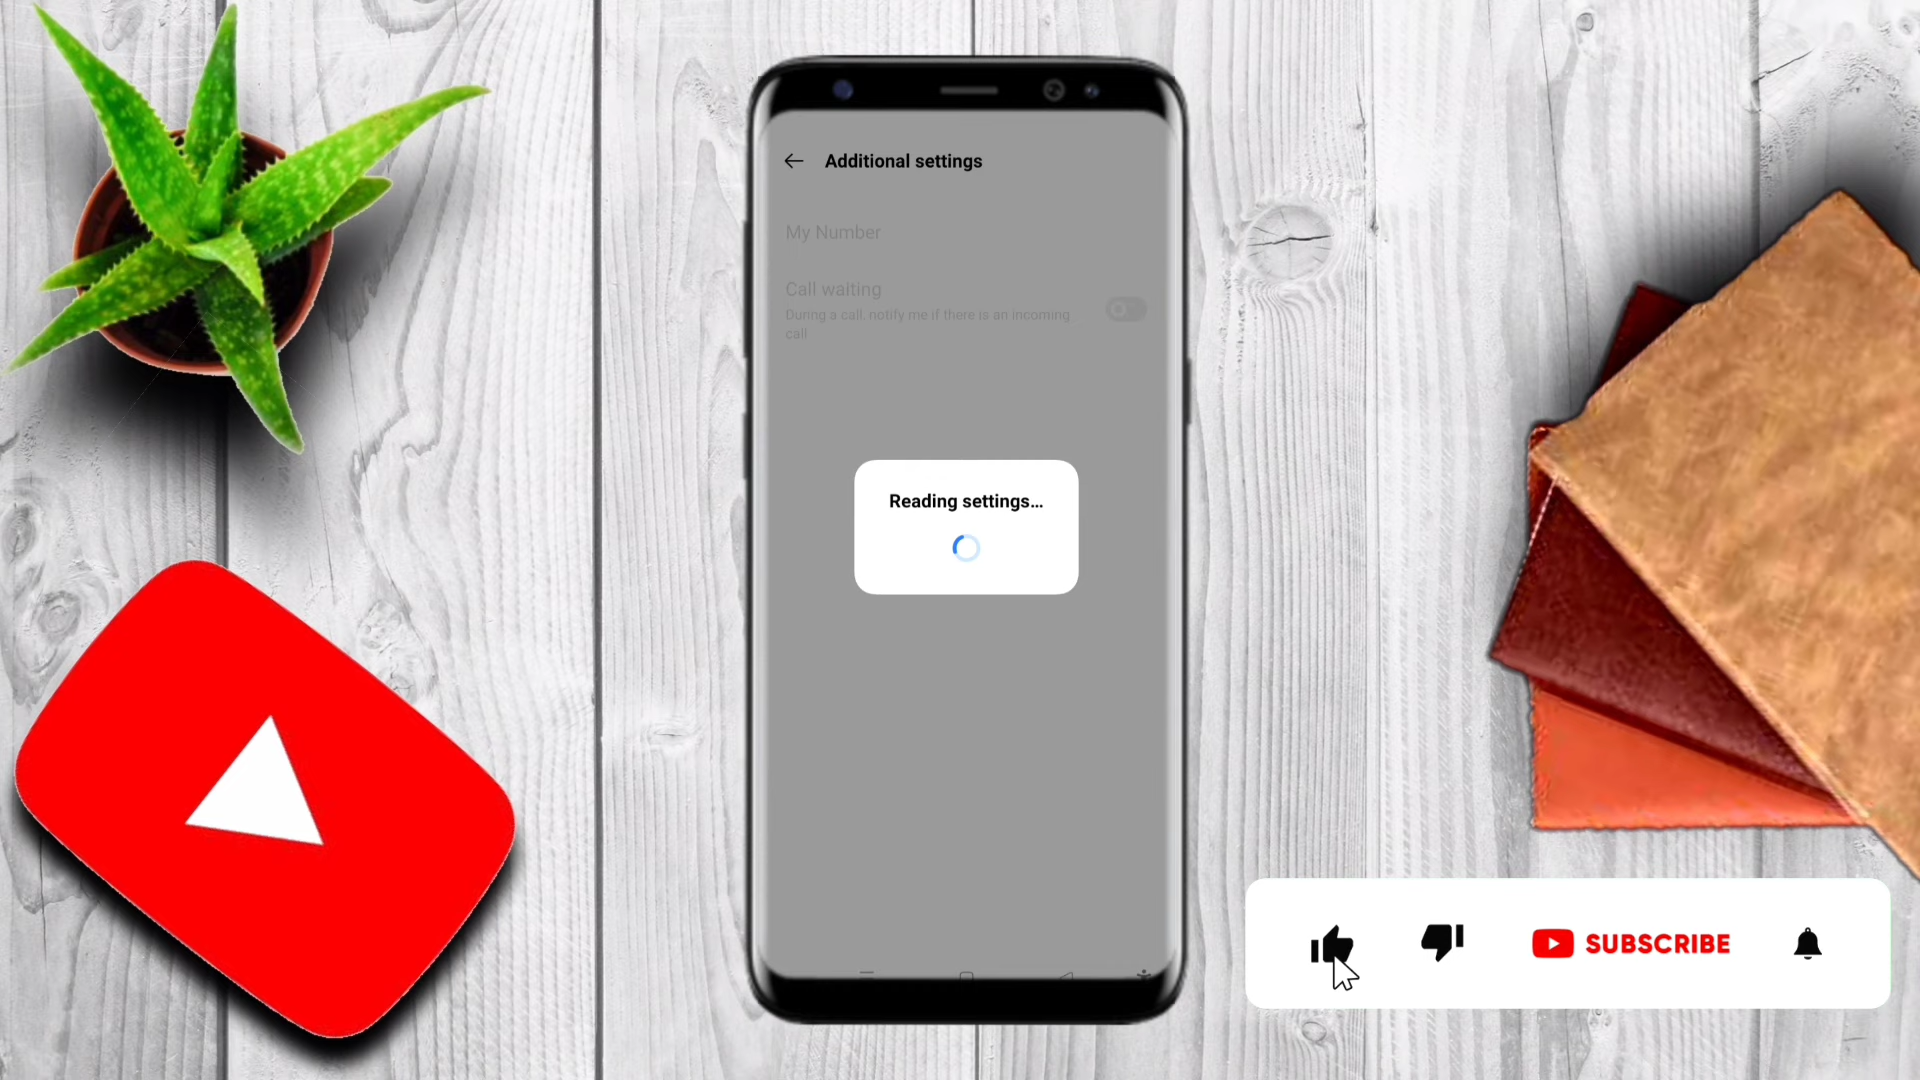 Additional settings
My Number
Call waiting
During a call, notify me if there is an incoming
call
Reading settings...
SUBSCRIBE